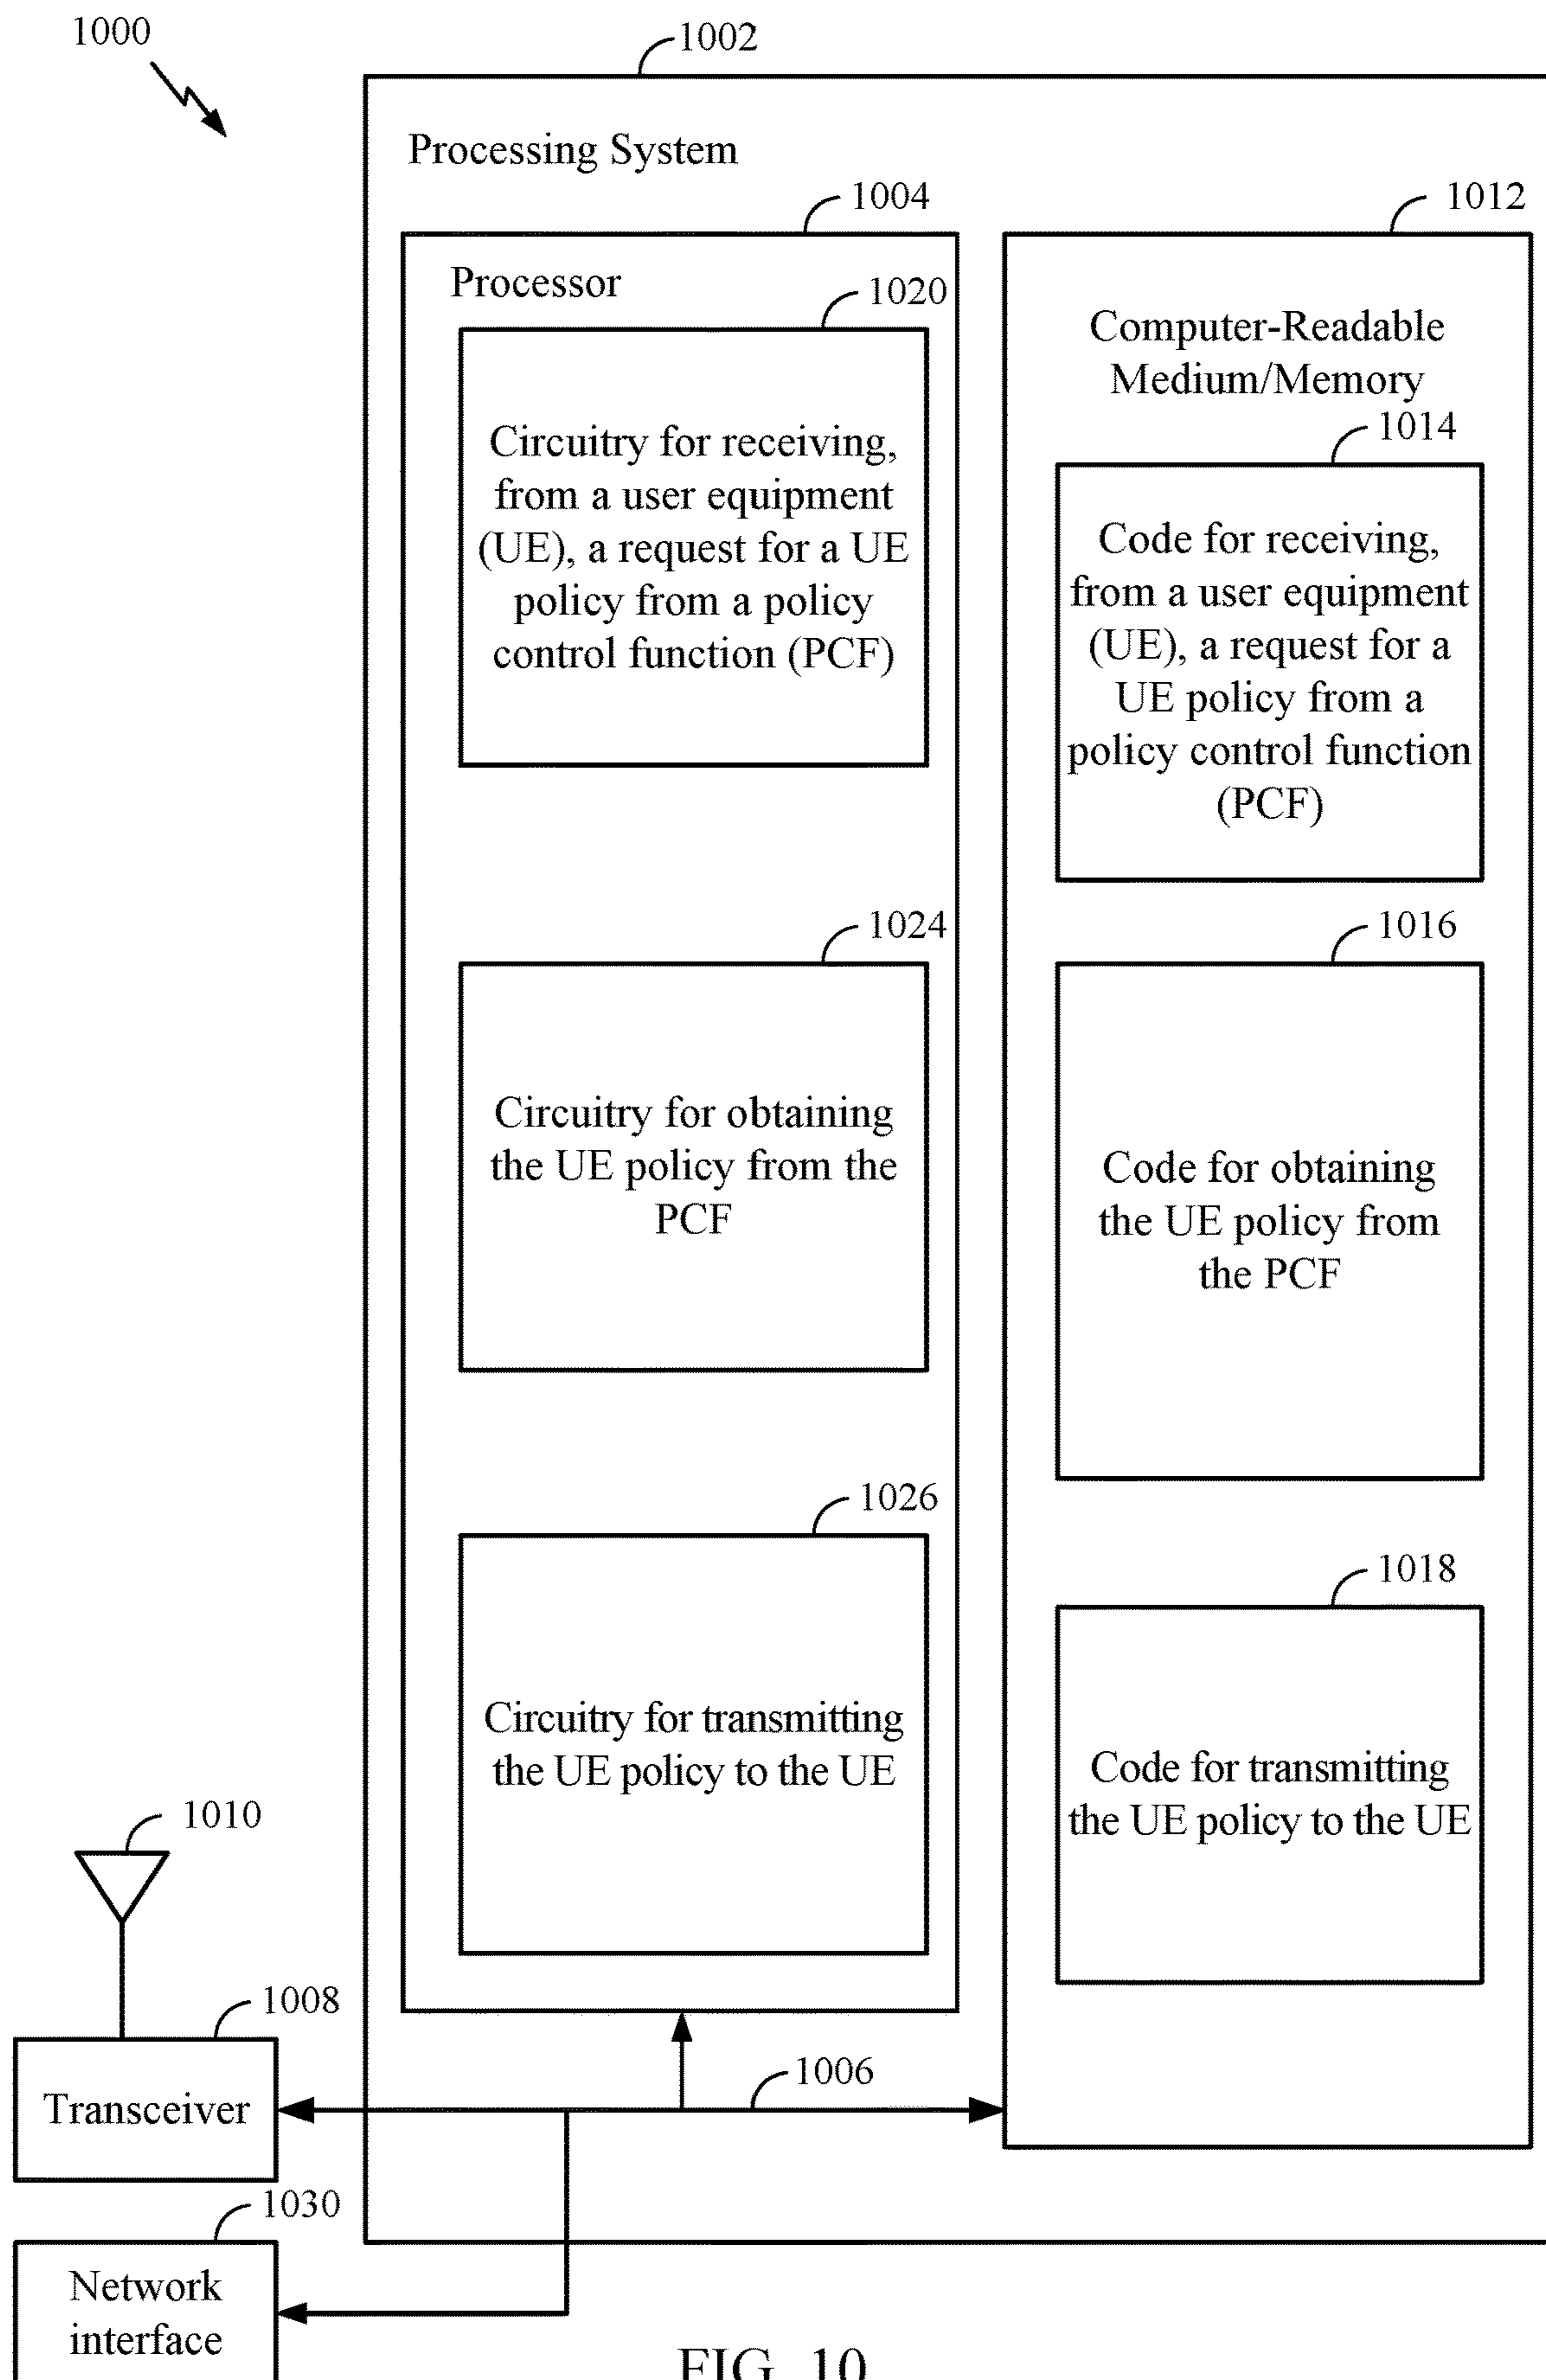 1000
1002
Processing System
1004
1012
Processor
1020
Circuitry for receiving,
from a user equipment
(UE), a request for a UE
policy from a policy
control function (PCF)
Computer-Readable
Medium/Memory
1014
Code for receiving,
from a user equipment
(UE), a request for a
UE policy from a
policy control function
(PCF)
1024
Circuitry for obtaining
the UE policy from the
PCF
1016
Code for obtaining
the UE policy from
the PCF
1026
Circuitry for transmitting
the UE policy to the UE
1018
Code for transmitting
the UE policy to the UE
1010
1008
Transceiver
1006
1030
Network
interface
FIG. 10